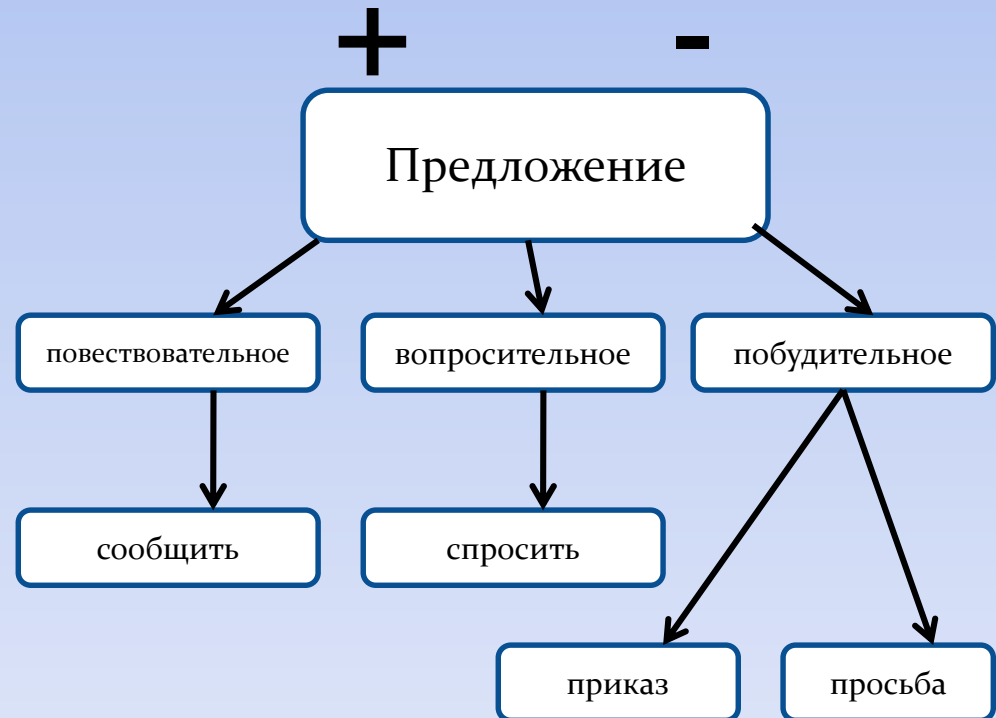 + -
Предложение
повествовательное вопросительное побудительное
сообщить спросить
приказ просьба